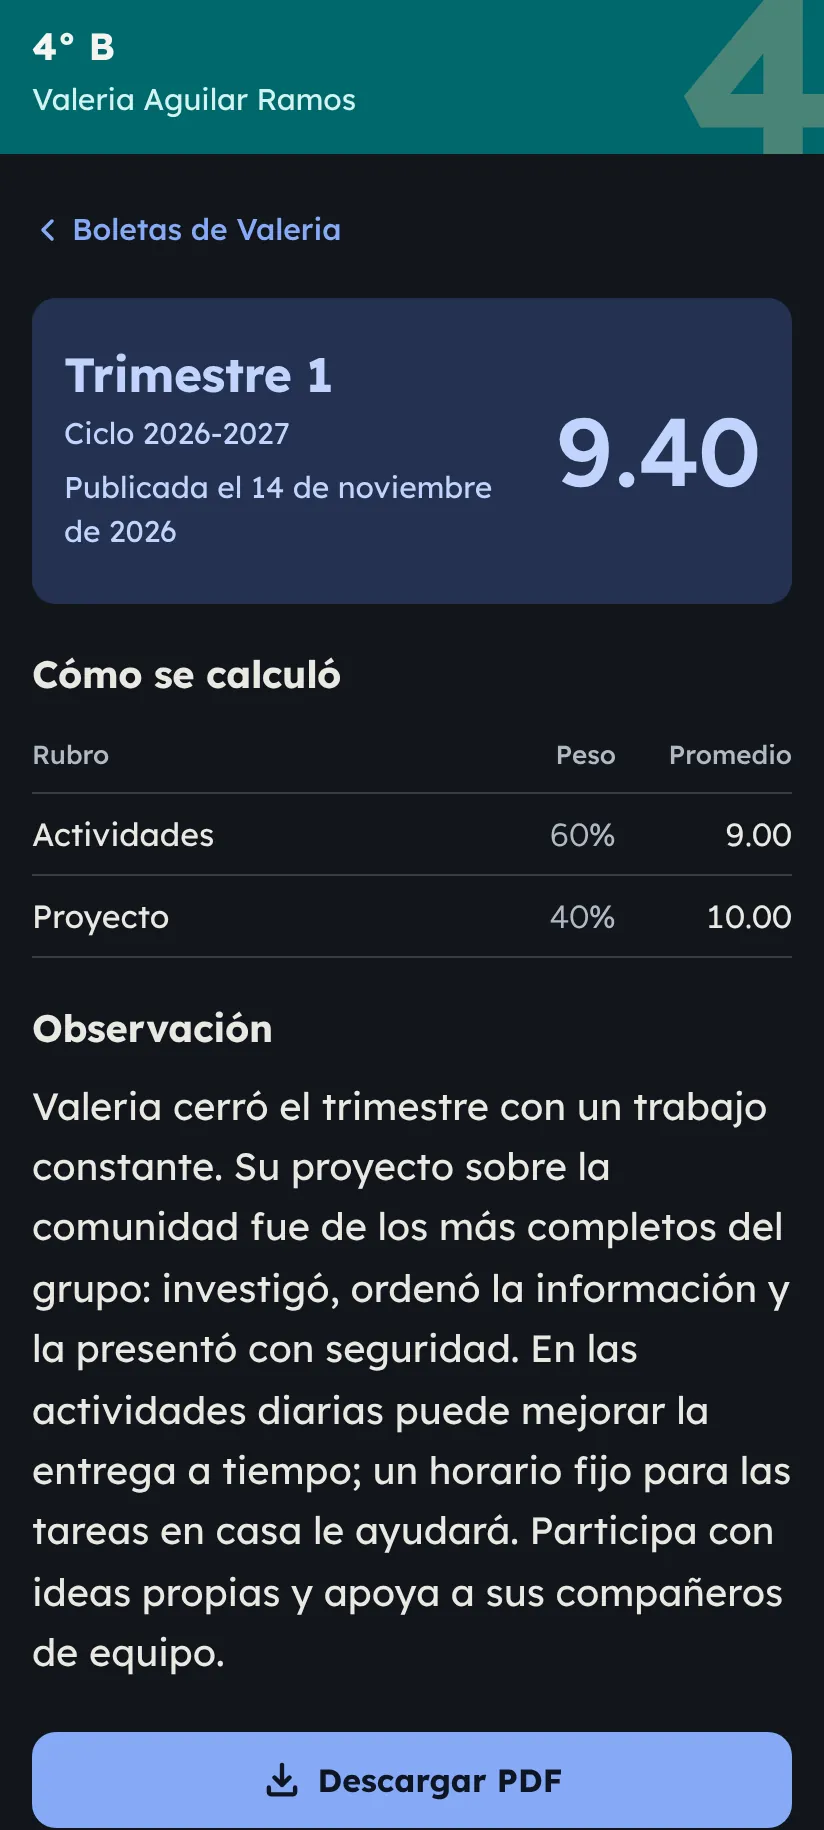 4° B
4
Valeria Aguilar Ramos
Boletas de Valeria
Trimestre 1
Ciclo 2026-2027
Publicada el 14 de noviembre
de 2026
9.40
Cómo se calculó
Rubro Peso Promedio
Actividades 60% 9.00
Proyecto 40% 10.00
Observación
Valeria cerró el trimestre con un trabajo
constante. Su proyecto sobre la
comunidad fue de los más completos del
grupo: investigó, ordenó la información y
la presentó con seguridad. En las
actividades diarias puede mejorar la
entrega a tiempo; un horario fijo para las
tareas en casa le ayudará. Participa con
ideas propias y apoya a sus compañeros
de equipo.
Descargar PDF